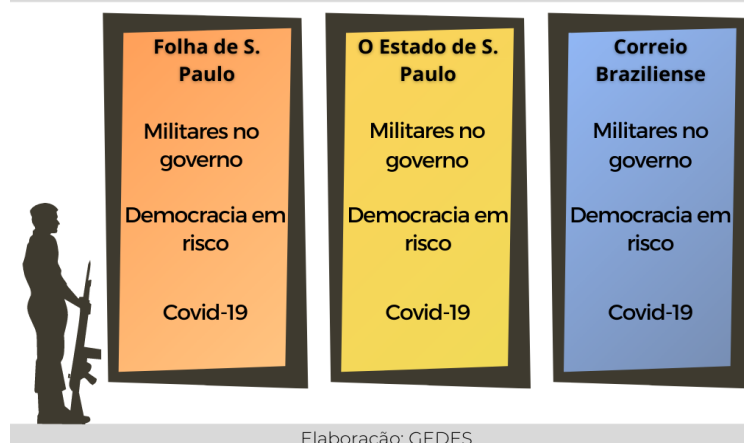 Folha de S.
Paulo
Militares no
governo
Democracia em
risco
Covid-19
O Estado de S.
Paulo
Militares no
governo
Democracia em
risco
Covid-19
Correio
Braziliense
Militares no
governo
Democracia em
risco
Covid-19
Elaboração: GEDES